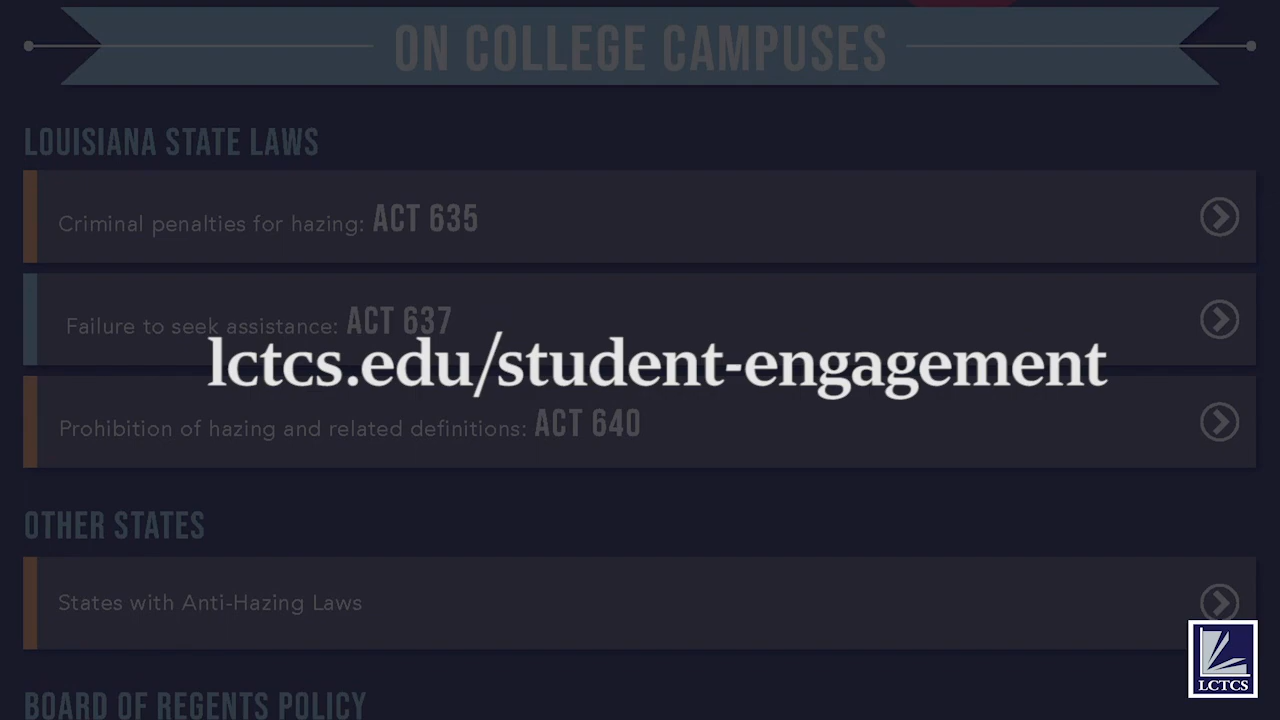 ON COLLEGE CAMPUSES
LOUISIANA STATE LAWS
Criminal penalties for hazing: ACT 635
Failure to seek assistance: ACT 637
lctcs.edu/student-engagement
Prohibition of hazing and related definitions: ACT 640
OTHER STATES
States with Anti-Hazing Laws
LCTCS
BOARD OF REGENTS POLICY